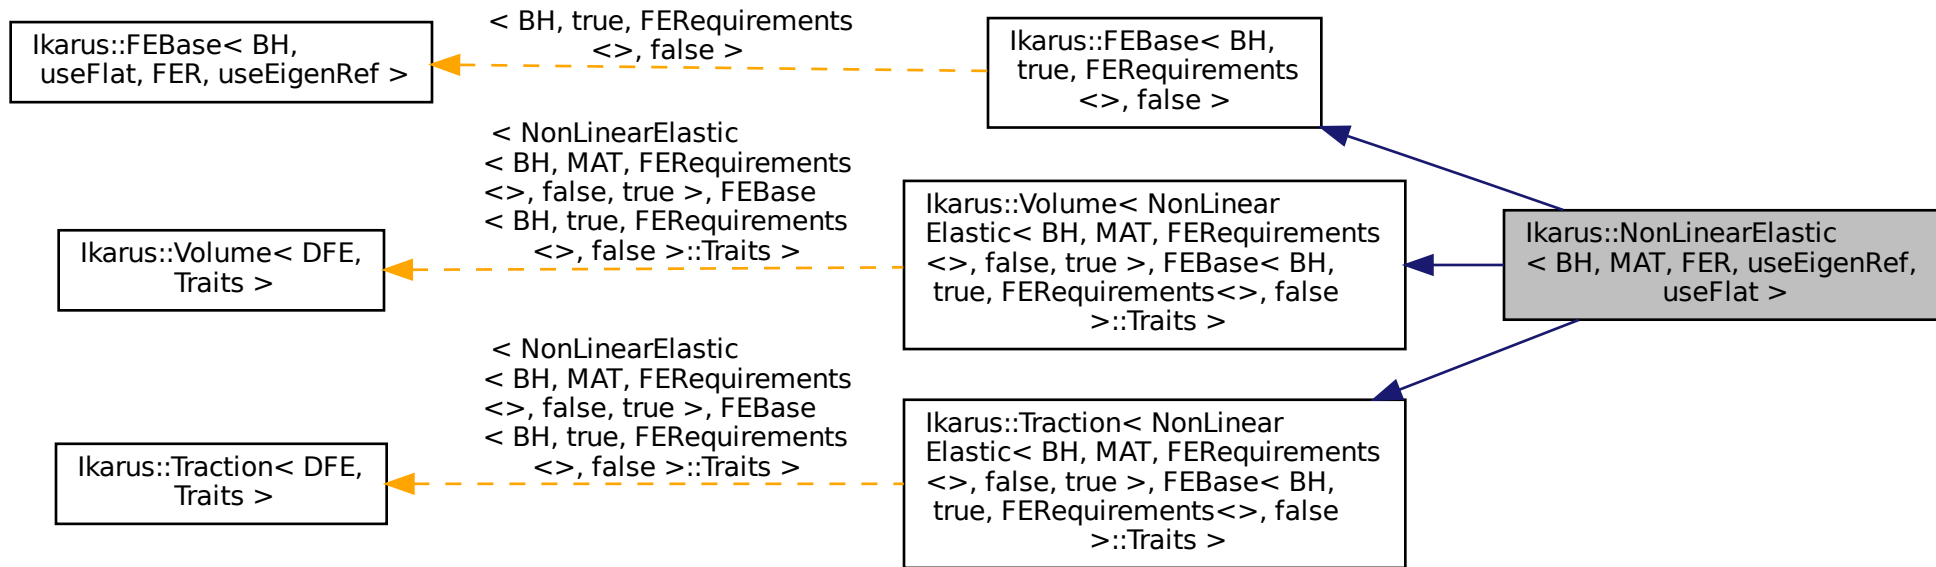 Ikarus::FEBase< BH,
useFlat, FER, useEigenRef >
< BH, true, FERequirements
<>, false >
Ikarus::FEBase< BH,
true, FERequirements
<>, false >
Ikarus::Volume< DFE,
Traits >
< NonLinearElastic
< BH, MAT, FERequirements
<>, false, true >, FEBase
< BH, true, FERequirements
<>, false >::Traits >
Ikarus::Volume< NonLinear
Elastic< BH, MAT, FERequirements
<>, false, true >, FEBase< BH,
true, FERequirements<>, false
>::Traits >
Ikarus::NonLinearElastic
< BH, MAT, FER, useEigenRef,
useFlat >
Ikarus::Traction< DFE,
Traits >
< NonLinearElastic
< BH, MAT, FERequirements
<>, false, true >, FEBase
< BH, true, FERequirements
<>, false >::Traits >
Ikarus::Traction< NonLinear
Elastic< BH, MAT, FERequirements
<>, false, true >, FEBase< BH,
true, FERequirements<>, false
>::Traits >